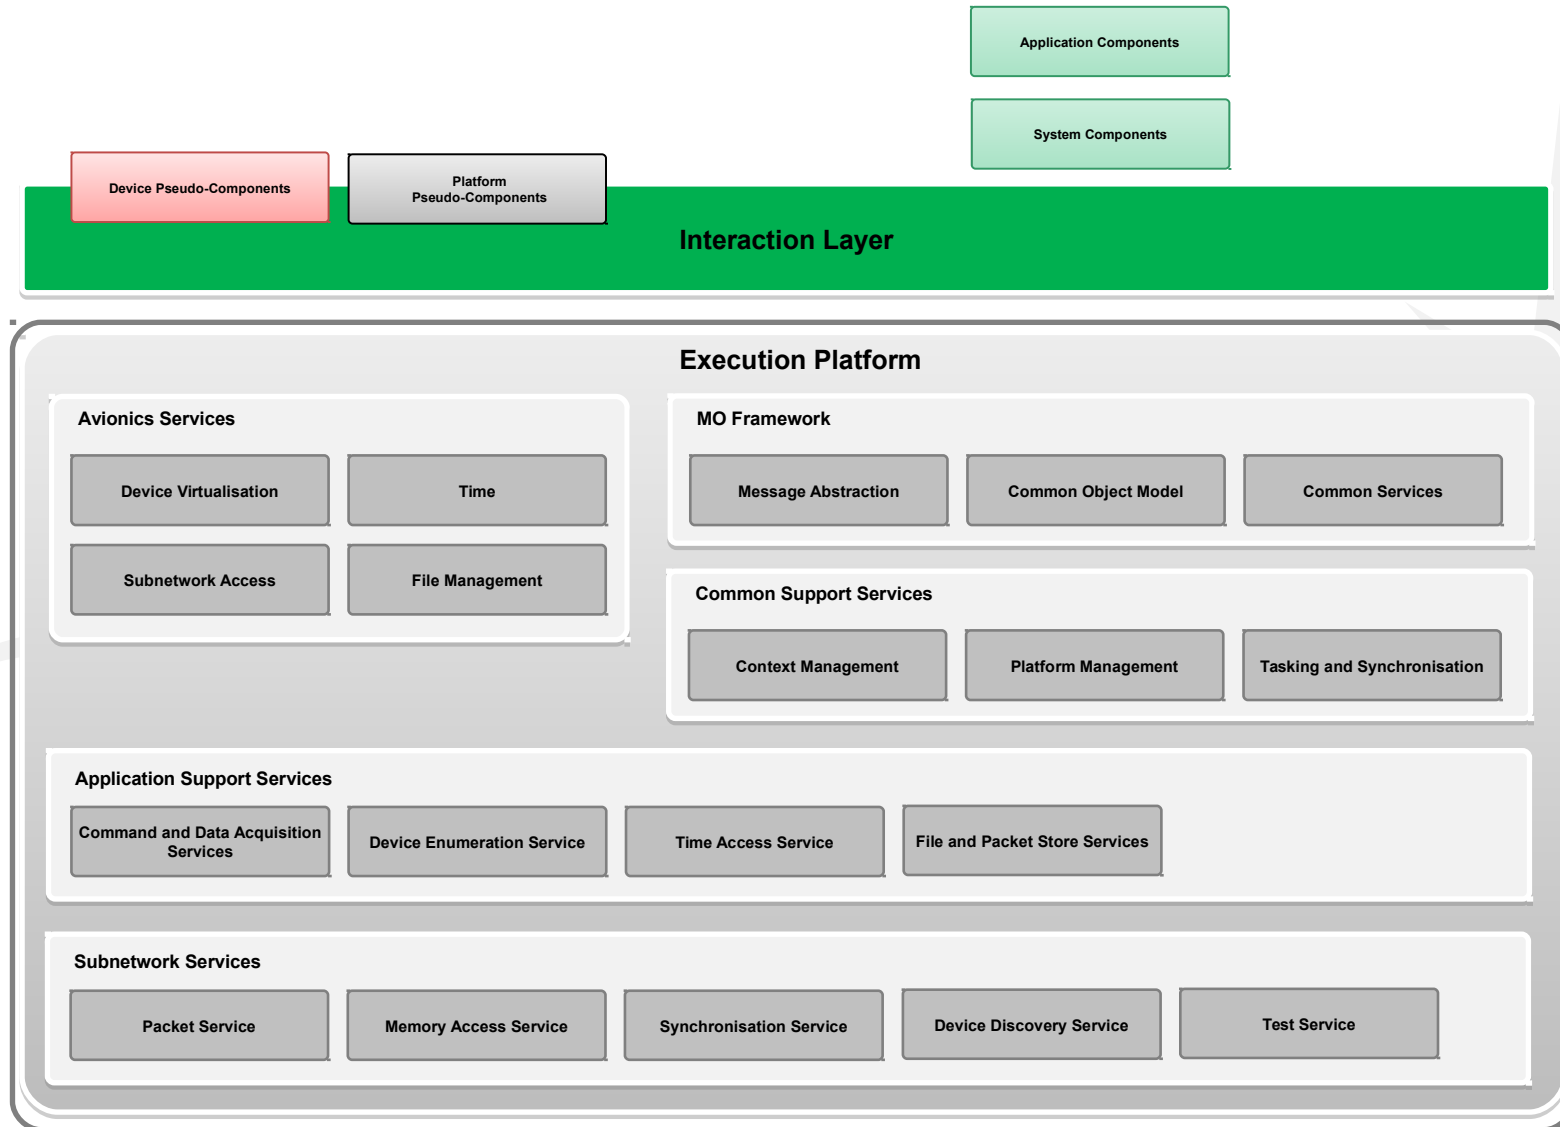 Application Components
System Components
Device Pseudo-Components
Platform
Pseudo-Components
Interaction Layer
Execution Platform
Avionics Services
Device Virtualisation
Time
Subnetwork Access
File Management
MO Framework
Message Abstraction
Common Object Model
Common Services
Common Support Services
Context Management
Platform Management
Tasking and Synchronisation
Application Support Services
Command and Data Acquisition
Services
Device Enumeration Service
Time Access Service
File and Packet Store Services
Subnetwork Services
Packet Service
Memory Access Service
Synchronisation Service
Device Discovery Service
Test Service